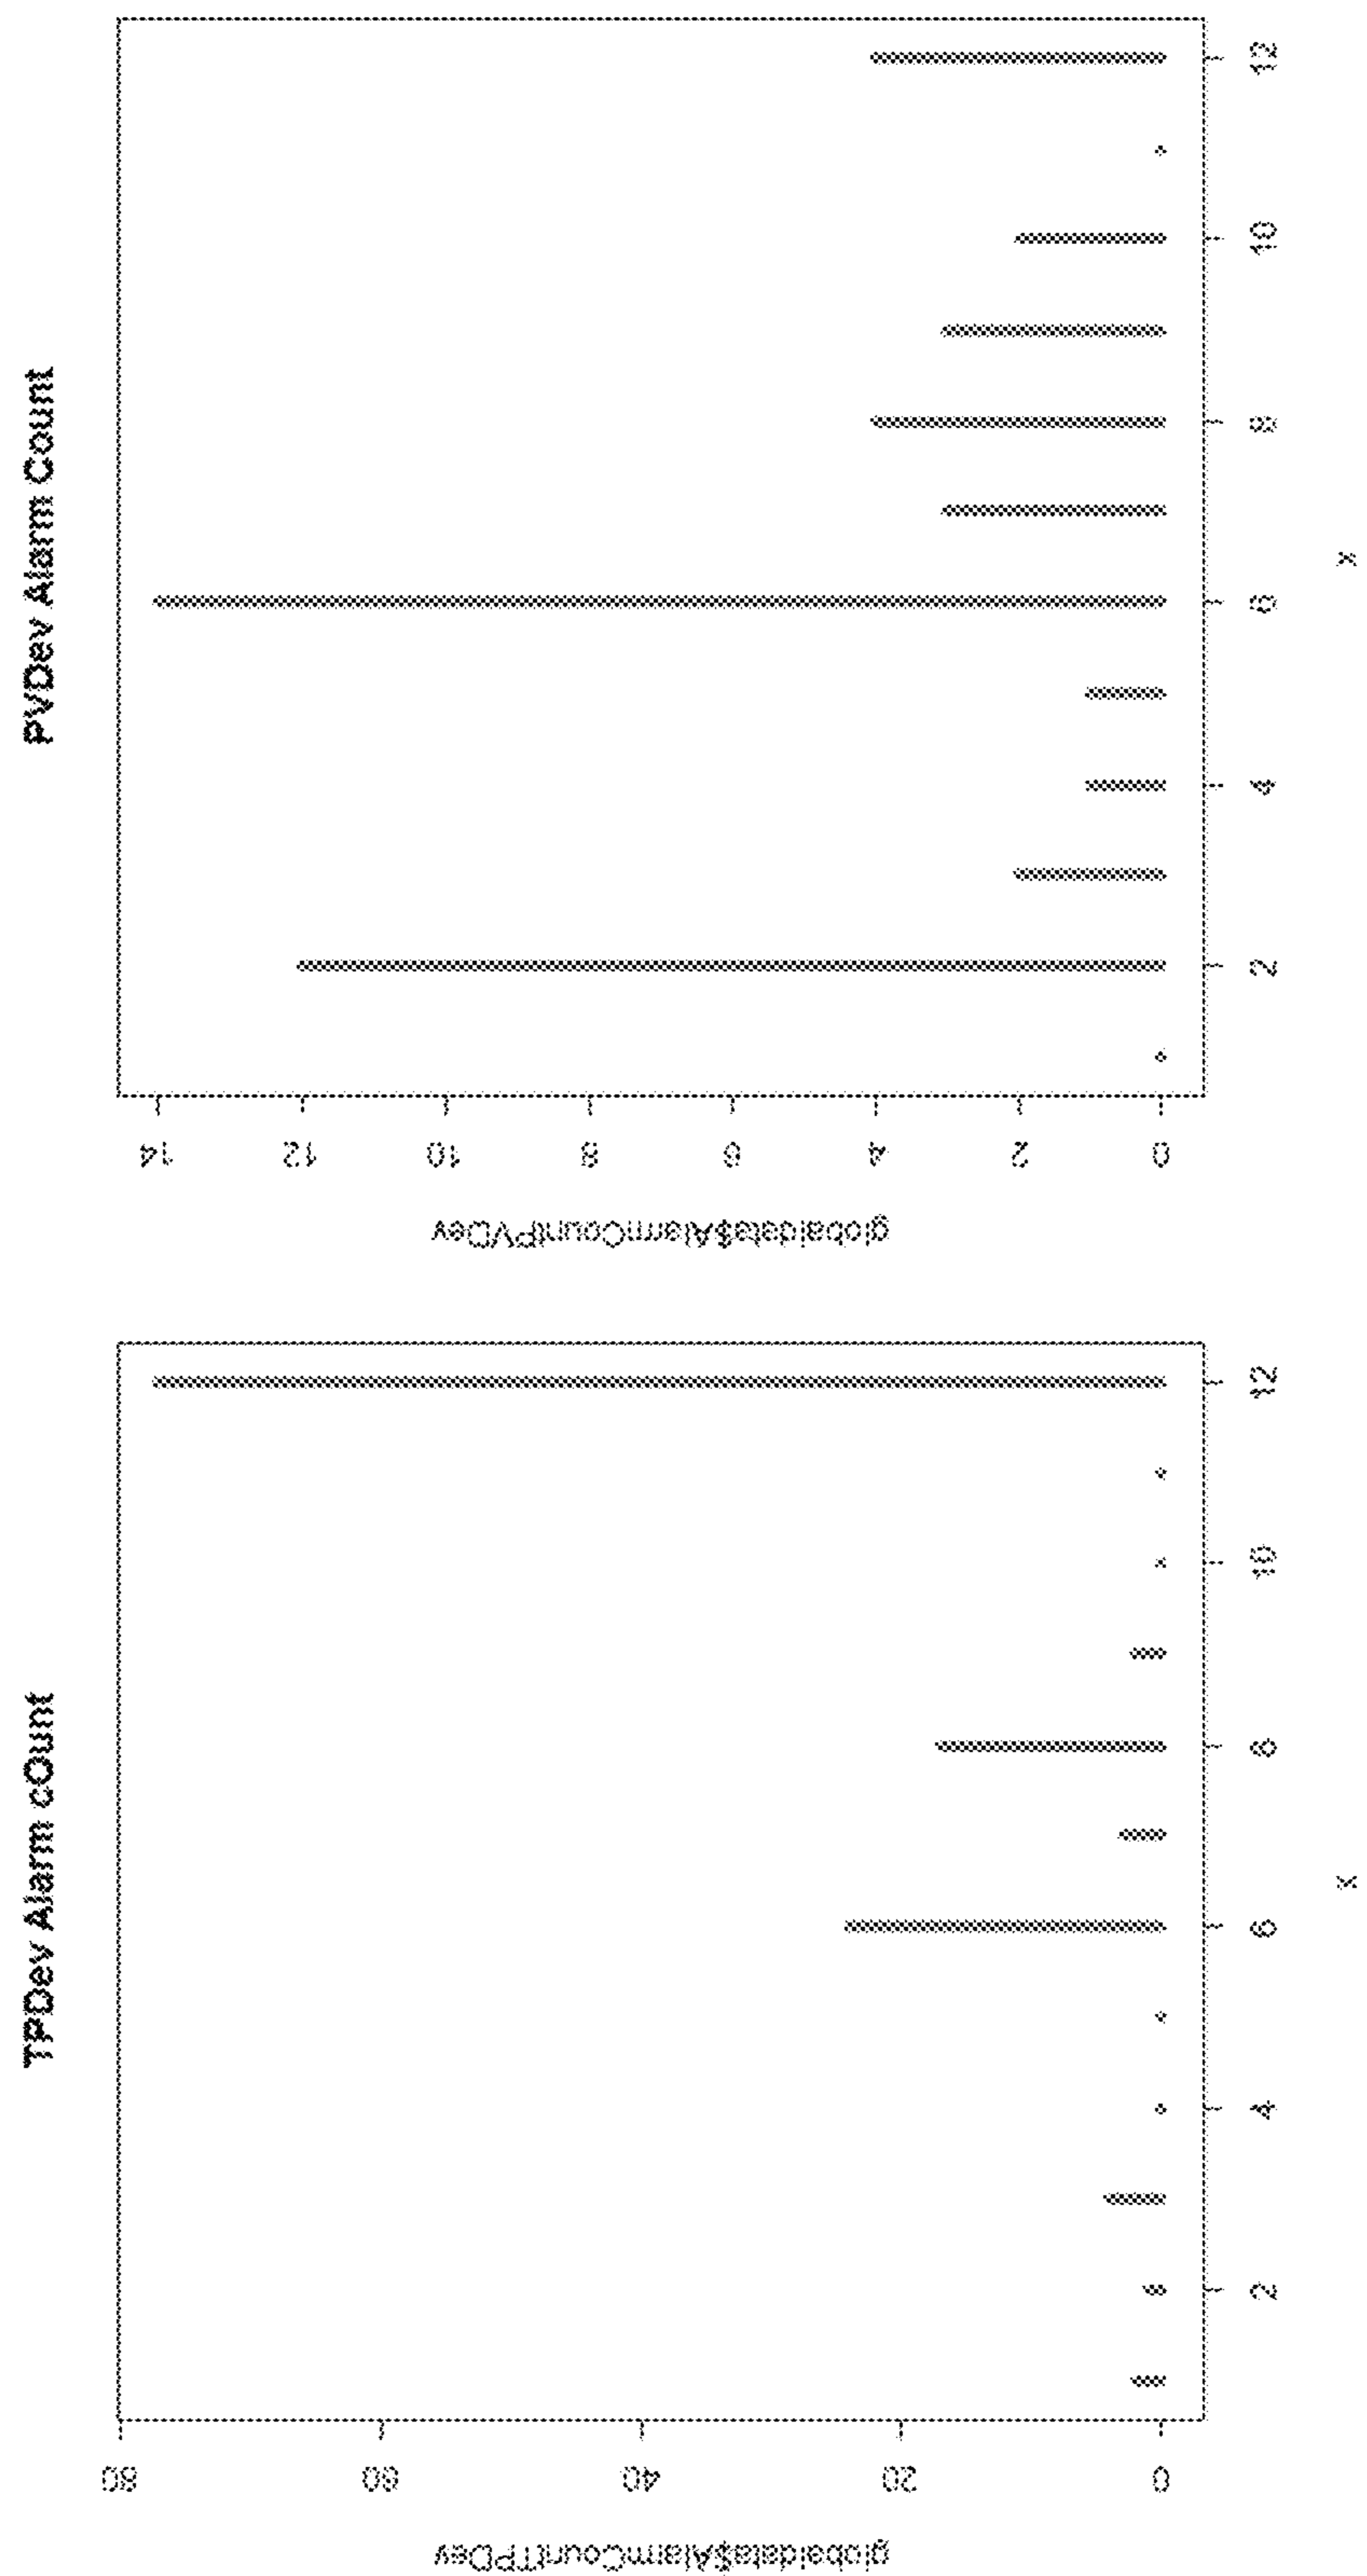 TPDev Alarm cOunt
globaldata$AlarmCountTPDev
80
60
40
20
0
2 4 6 8 10 12
x
PVDev Alarm Count
globaldata$AlarmCountPVDev
14
12
10
8
6
4
2
0
2 4 6 8 10 12
x